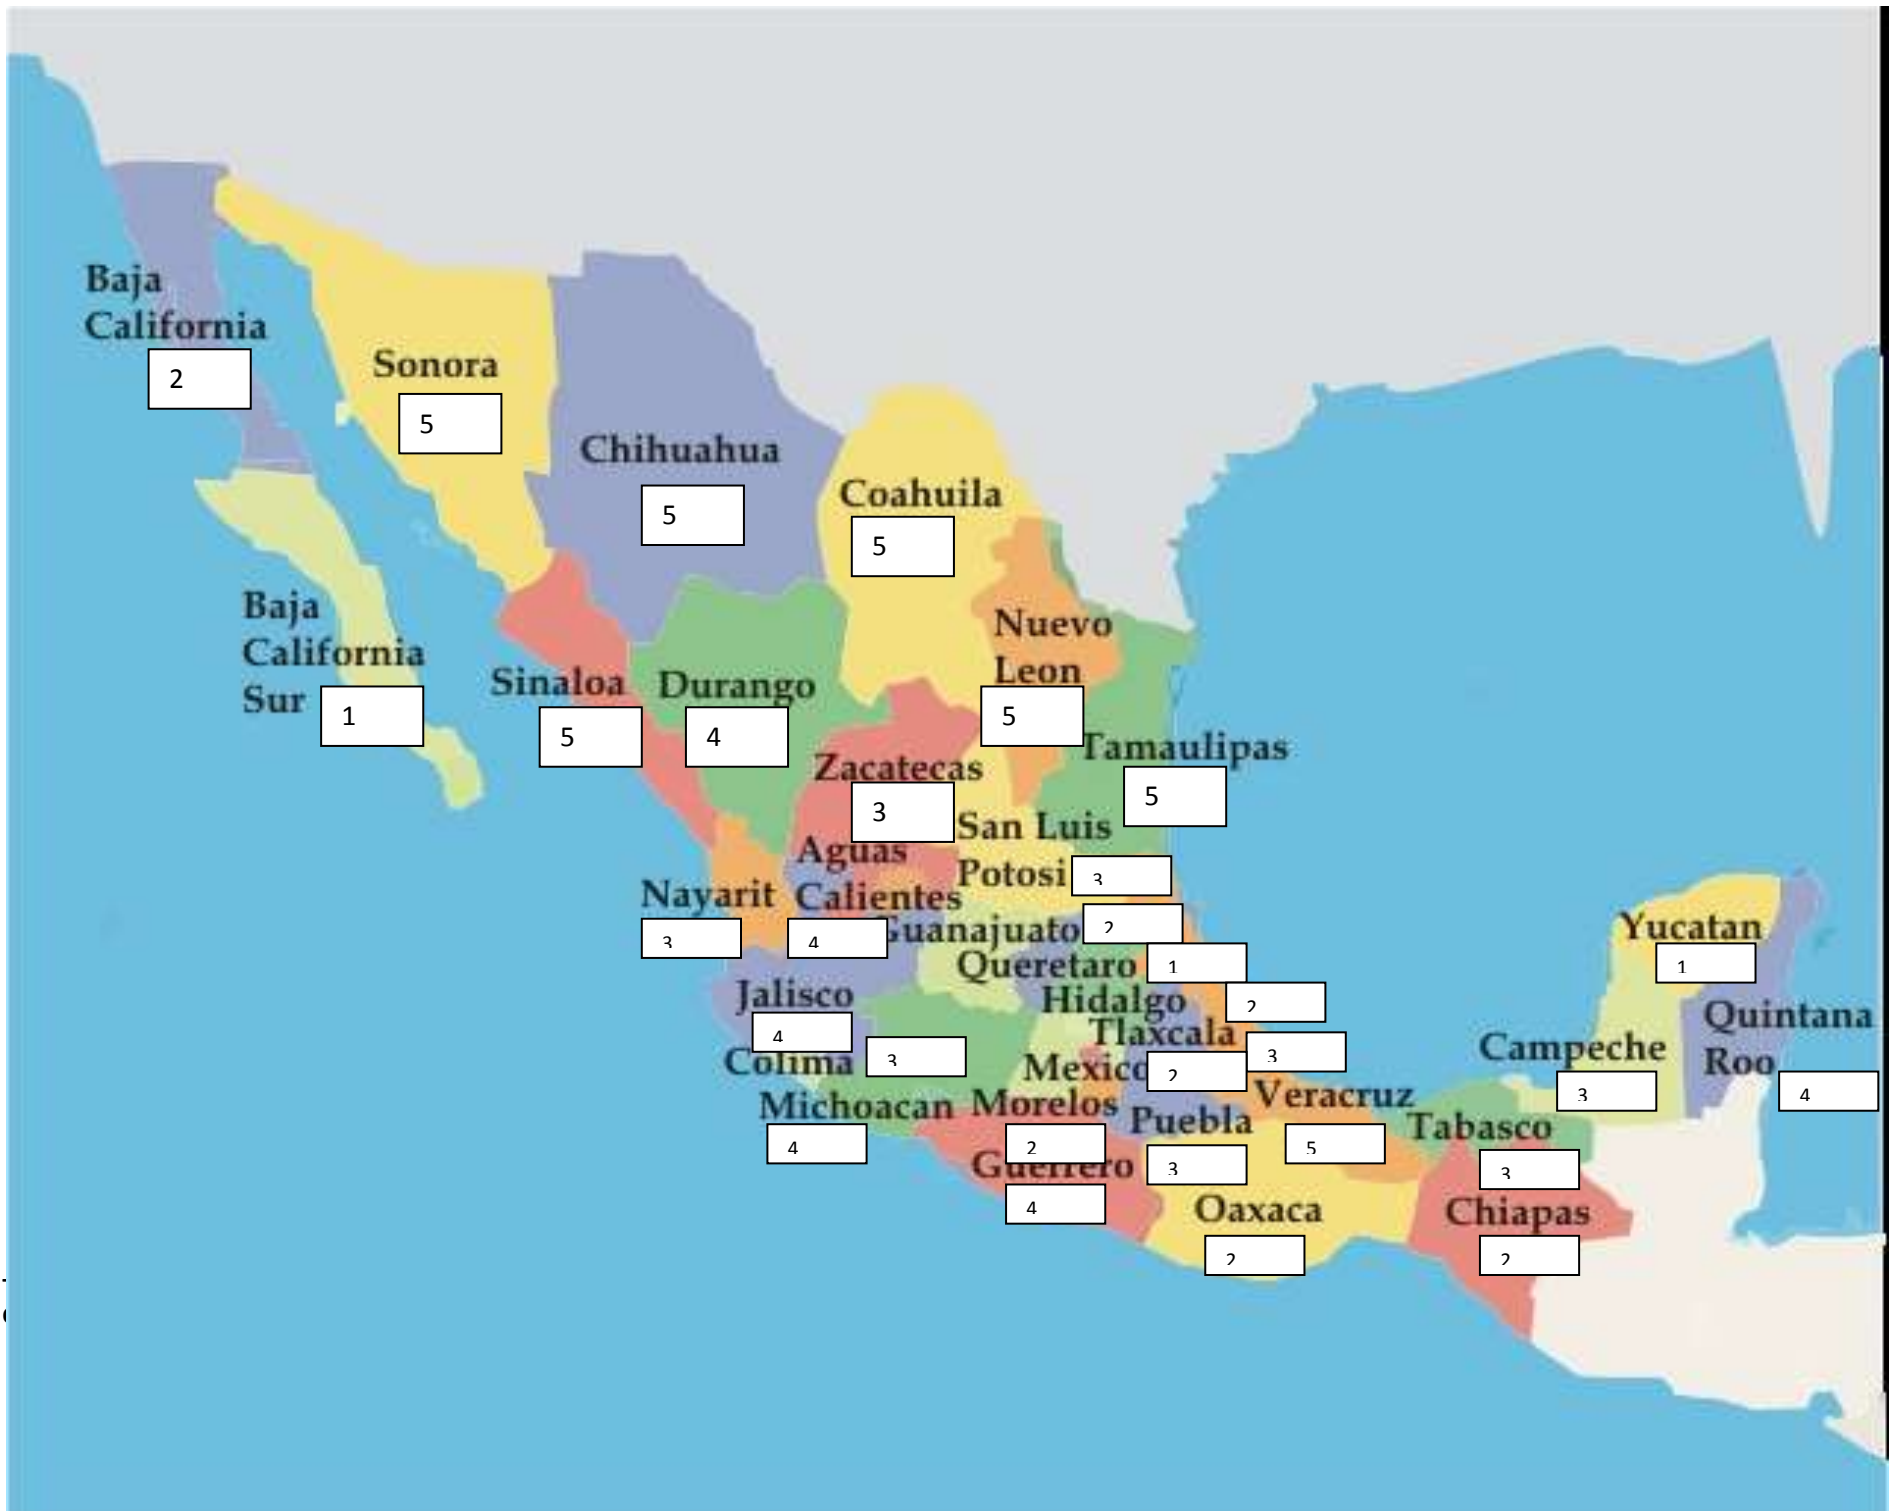 Baja
California
2
Sonora
5
Chihuahua
5
Coahuila
5
Baja
California
Sur
1
Sinaloa
5
Durango
4
Nuevo
Leon
5
Tamaulipas
5
Zacatecas
3
San Luis
Potosi
3
Aguas
Calientes
4
Nayarit
3
Guanajuato
2
Queretaro
1
Hidalgo
2
Jalisco
4
Tlaxcala
3
Colima
3
Mexico
2
Michoacan
4
Morelos
2
Puebla
3
Veracruz
5
Guerrero
4
Oaxaca
2
Tabasco
3
Chiapas
2
Yucatan
1
Campeche
3
Quintana
Roo
4